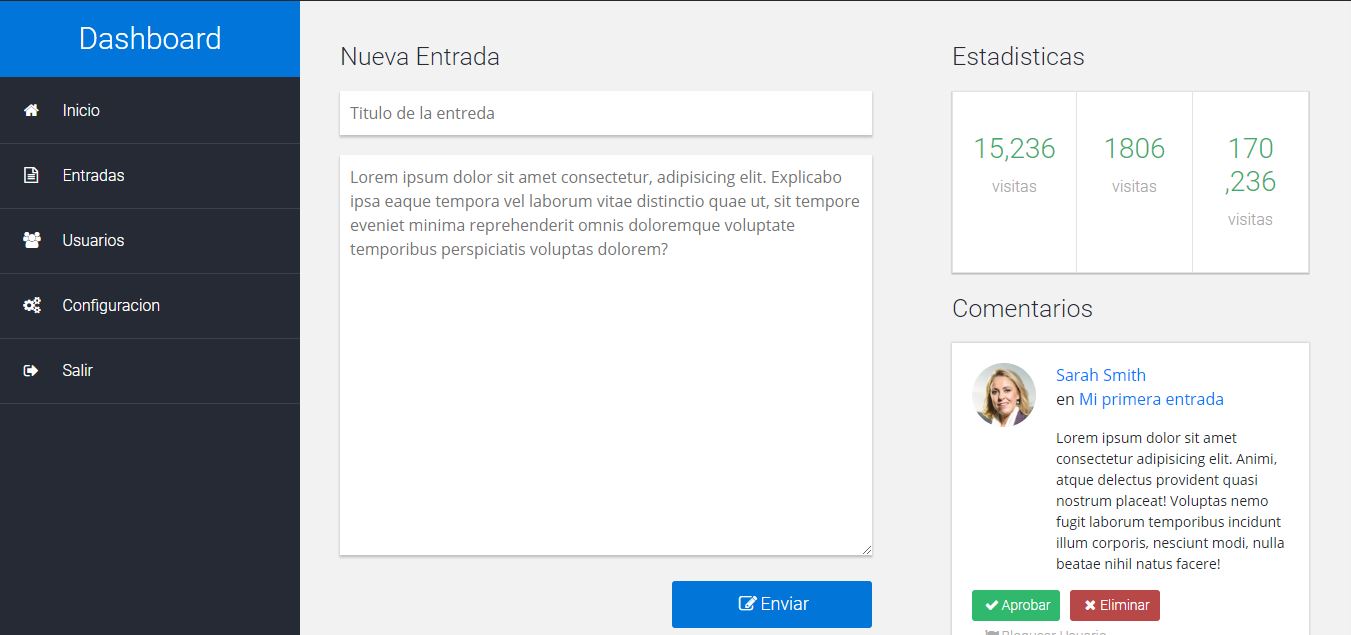 Dashboard
Inicio
Entradas
Usuarios
Configuracion
Salir
Nueva Entrada
Titulo de la entreda
Lorem ipsum dolor sit amet consectetur, adipisicing elit. Explicabo
ipsa eaque tempora vel laborum vitae distinctio quae ut, sit tempore
eveniet minima reprehenderit omnis doloremque voluptate
temporibus perspiciatis voluptas dolorem?
Enviar
Estadisticas
15,236
visitas
1806
visitas
170
,236
visitas
Comentarios
Sarah Smith
en Mi primera entrada
Lorem ipsum dolor sit amet
consectetur adipisicing elit. Animi,
atque delectus provident quasi
nostrum placeat! Voluptas nemo
fugit laborum temporibus incidunt
illum corporis, nesciunt modi, nulla
beatae nihil natus facere!
Aprobar
Eliminar
Bloquear Usuario